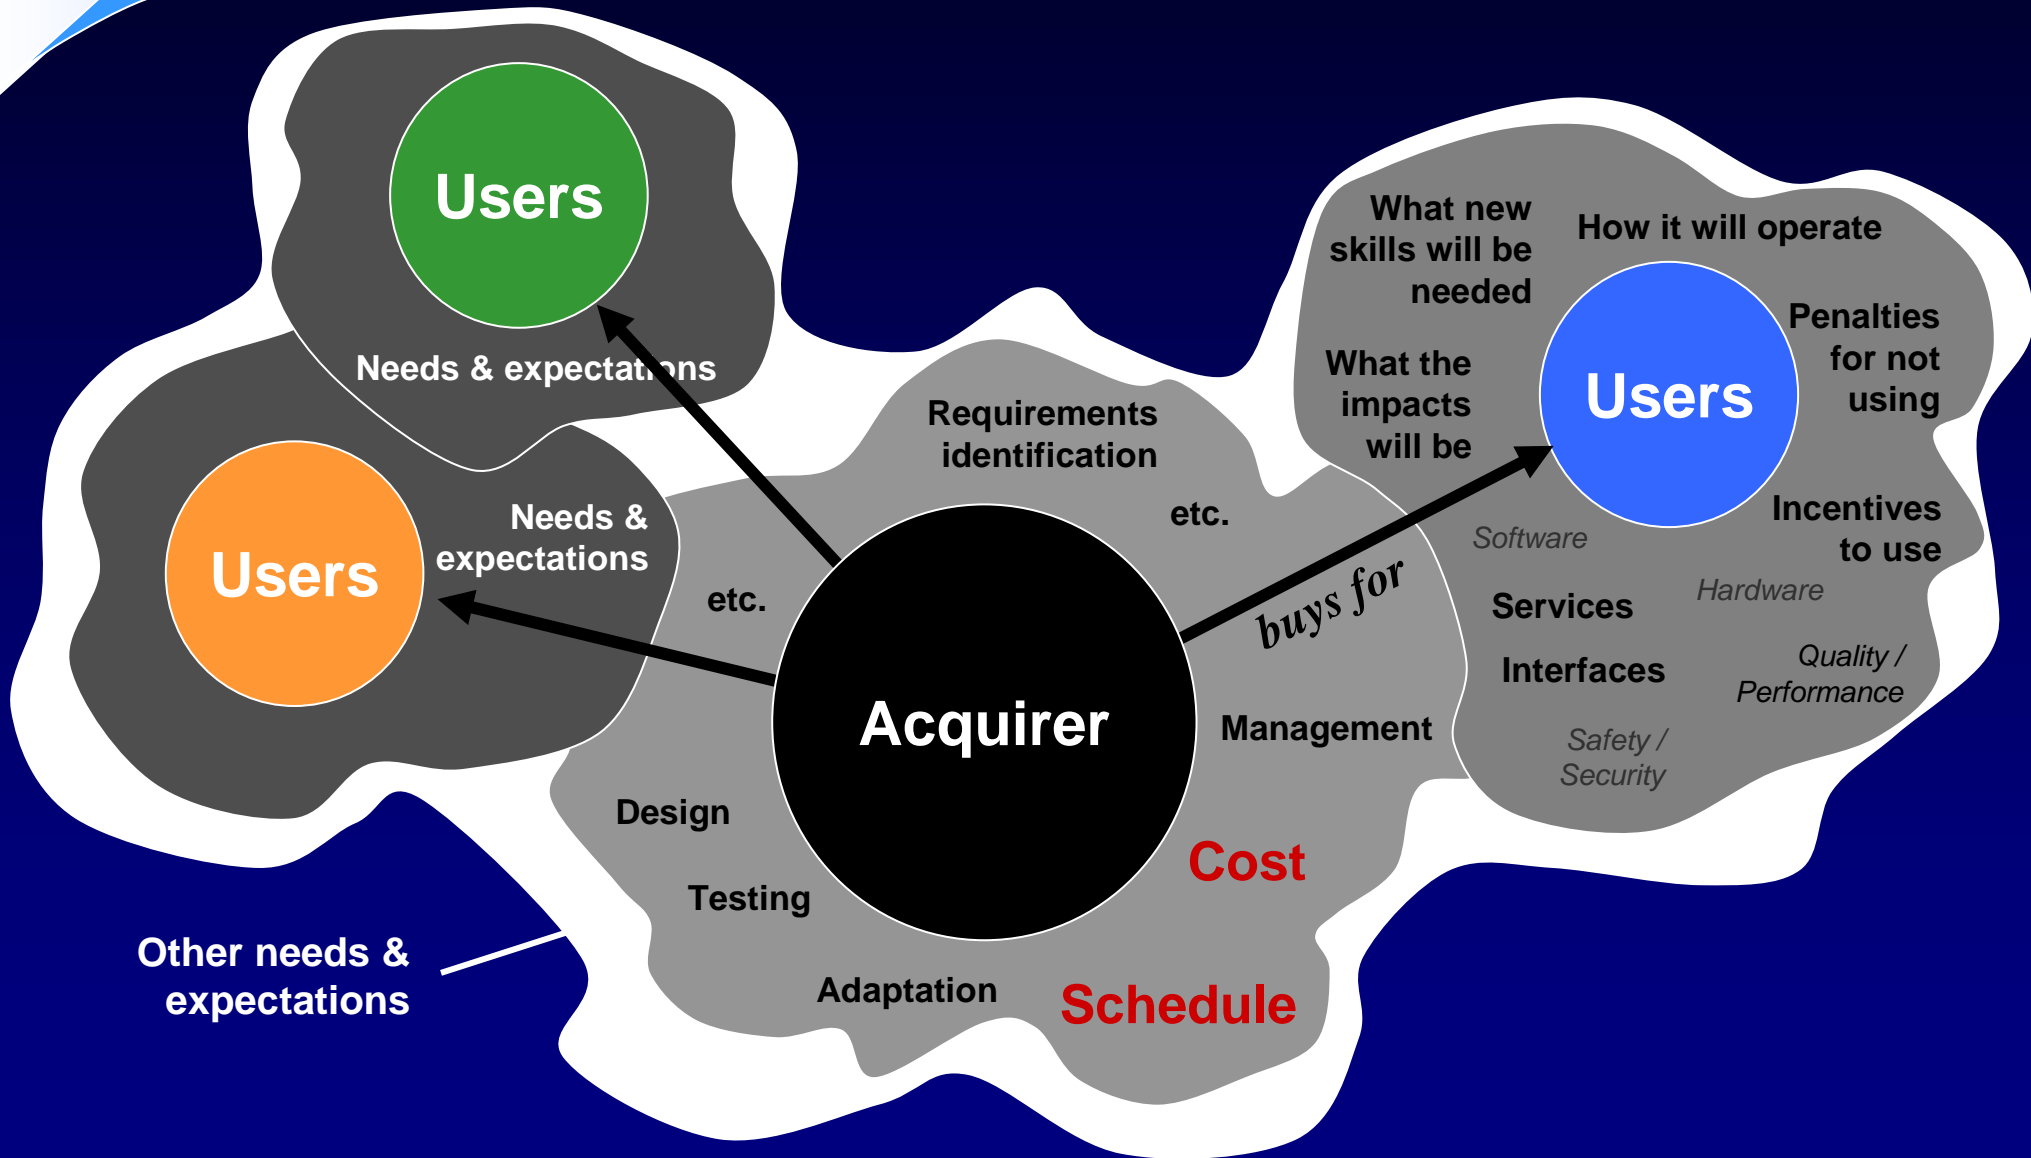 Users
Needs & expectations
Users
Needs &
expectations
What new
skills will be
needed
How it will operate
Users
Penalties
for not
using
What the
impacts
will be
Incentives
to use
Software
Hardware
Services
Interfaces
Quality /
Performance
Safety /
Security
Requirements
identification
etc.
etc.
buys for
Acquirer
Management
Design
Testing
Adaptation
Cost
Schedule
Other needs &
expectations